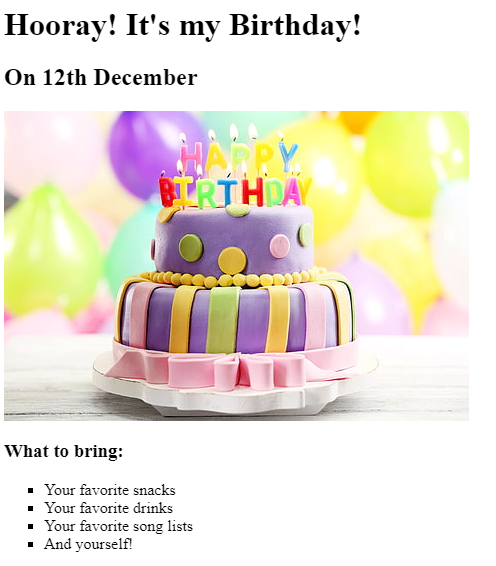 Hooray! It's my Birthday!
On 12th December
HAPPY
BIRTHDAY
What to bring:
Your favorite snacks
Your favorite drinks
Your favorite song lists
And yourself!